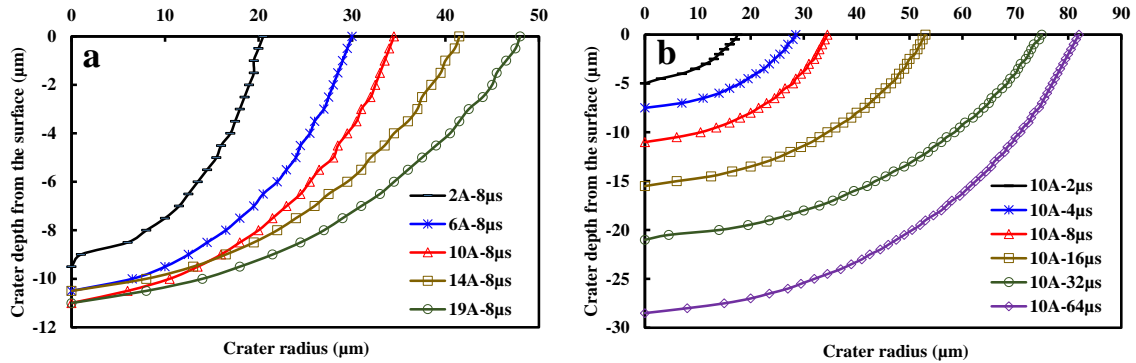 0 10 20 30 40 50
0
-2
-4
-6
-8
-10
-12
Crater depth from the surface (μm)
a
2A-8μs
6A-8μs
10A-8μs
14A-8μs
19A-8μs
Crater radius (μm)
0 10 20 30 40 50 60 70 80 90
0
-5
-10
-15
-20
-25
-30
Crater depth from the surface (μm)
b
10A-2μs
10A-4μs
10A-8μs
10A-16μs
10A-32μs
10A-64μs
Crater radius (μm)